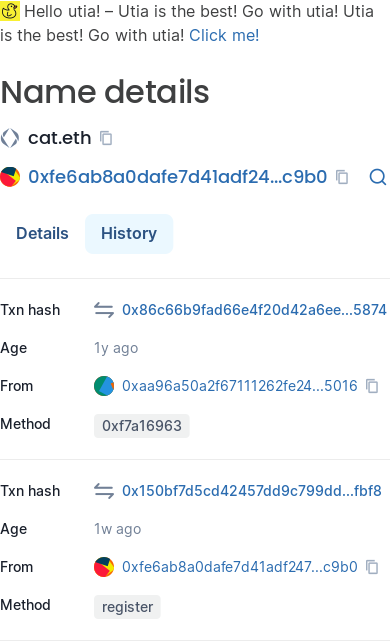 Hello utia! – Utia is the best! Go with utia! Utia
is the best! Go with utia! Click me!
Name details
cat.eth
0xfe6ab8a0dafe7d41adf24...c9b0
Details History
Txn hash 0x86c66b9fad66e4f20d42a6ee...5874
Age 1y ago
From 0xaa96a50a2f67111262fe24...5016
Method 0xf7a16963
Txn hash 0x150bf7d5cd42457dd9c799dd...fbf8
Age 1w ago
From 0xfe6ab8a0dafe7d41adf247...c9b0
Method register